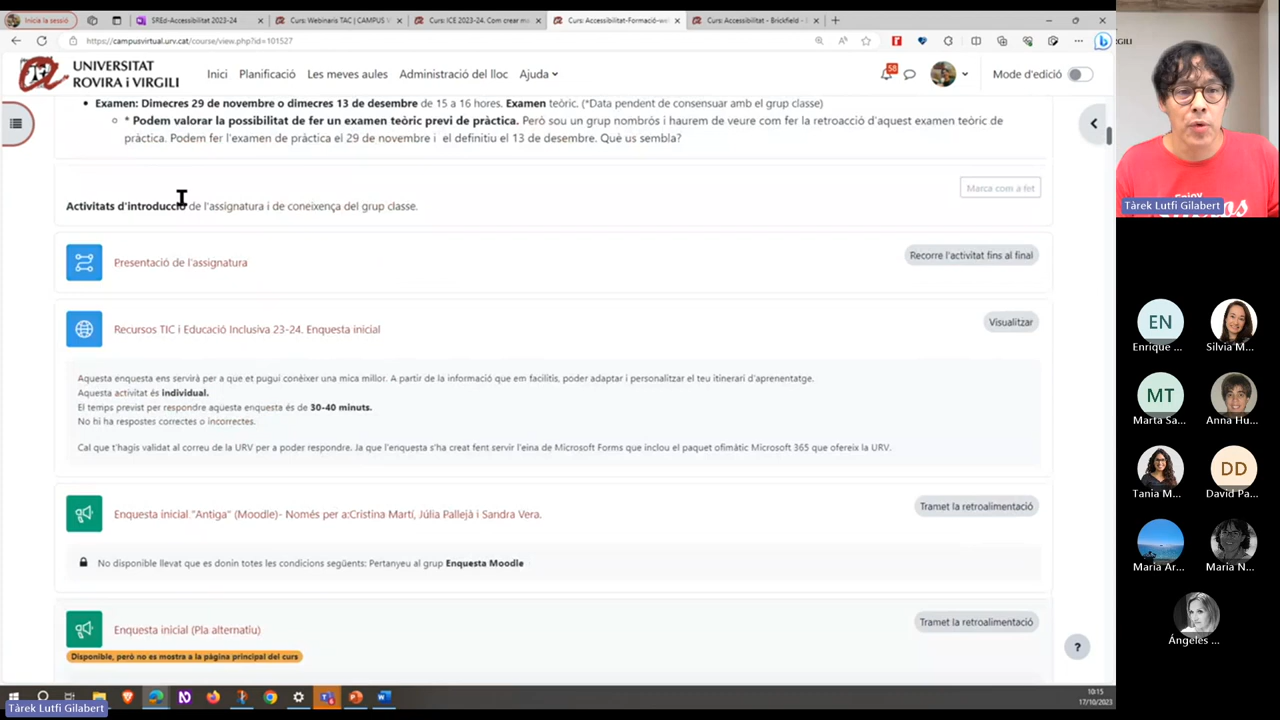 Inicia la sessió
SREd-Accessibilitat 2023-24
Curs: Webinaris TAC | CAMPUS V
Curs: ICE 2023-24. Com crear ma
Curs: Accessibilitat-Formació-we
Curs: Accessibilitat - Brickfield -
https://campusvirtual.urv.cat/course/view.php?id=101527
UNIVERSITAT
ROVIRA i VIRGILI
Inici
Planificació
Les meves aules
Administració del lloc
Ajuda
58
Mode d'edició
Examen: Dimecres 29 de novembre o dimecres 13 de desembre de 15 a 16 hores. Examen teòric. (*Data pendent de consensuar amb el grup classe)
* Podem valorar la possibilitat de fer un examen teòric previ de pràctica. Però sou un grup nombrós i haurem de veure com fer la retroacció d'aquest examen teòric de
pràctica. Podem fer l'examen de pràctica el 29 de novembre i el definitiu el 13 de desembre. Què us sembla?
Marca com a fet
Activitats d'introducció de l'assignatura i de coneixença del grup classe.
Presentació de l'assignatura
Recorre l'activitat fins al final
Recursos TIC i Educació Inclusiva 23-24. Enquesta inicial
Visualitzar
Aquesta enquesta ens servirà per a que et pugui conèixer una mica millor. A partir de la informació que em facilitis, poder adaptar i personalitzar el teu itinerari d'aprenentatge.
Aquesta activitat és individual.
El temps previst per respondre aquesta enquesta és de 30-40 minuts.
No hi ha respostes correctes o incorrectes.
Cal que t'hagis validat al correu de la URV per a poder respondre. Ja que l'enquesta s'ha creat fent servir l'eina de Microsoft Forms que inclou el paquet ofimàtic Microsoft 365 que ofereix la URV.
Enquesta inicial."Antiga" (Moodle)- Només per a:Cristina Martí, Júlia Pallejà i Sandra Vera.
Tramet la retroalimentació
No disponible llevat que es donin totes les condicions següents: Pertanyeu al grup Enquesta Moodle
Enquesta inicial (Pla alternatiu)
Tramet la retroalimentació
Disponible, però no es mostra a la pàgina principal del curs
?
10:15
17/10/2023
Tàrek Lutfi Gilabert
VIRGILI
Enjoy
Tàrek Lutfi Gilabert
EN
Enrique ...
Silvia M...
MT
Marta Sa...
Anna Hu...
Tania M...
DD
David Pa...
Maria Ar...
Maria N...
Ángeles ...